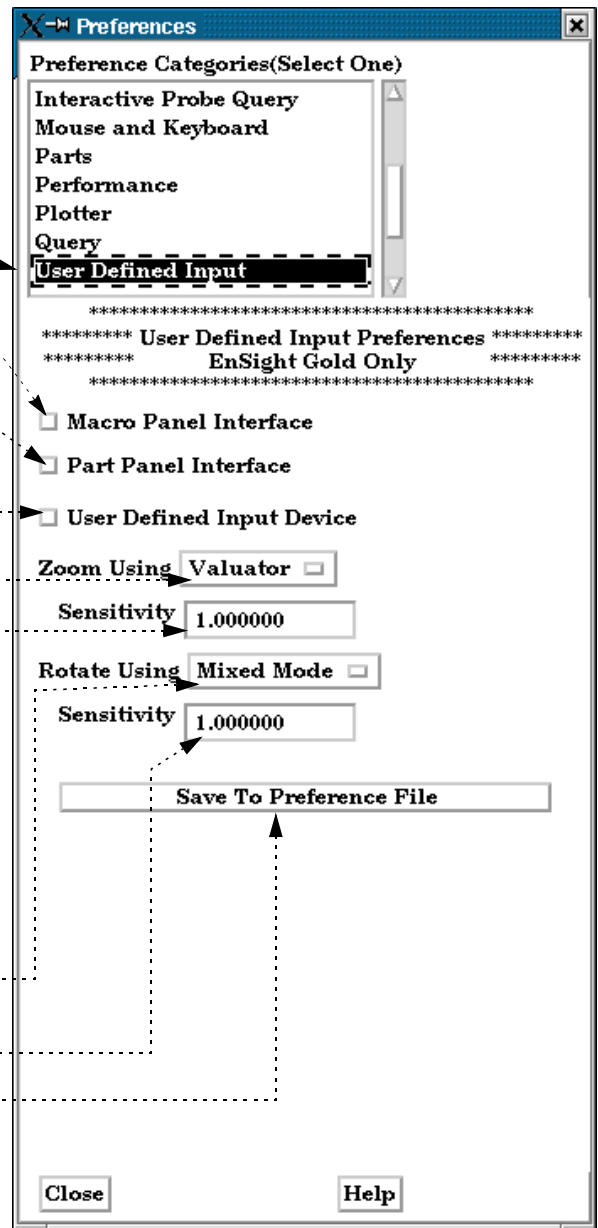 Preferences
Preference Categories(Select One)
Interactive Probe Query
Mouse and Keyboard
Parts
Performance
Plotter
Query
User Defined Input
********************************************
********* User Defined Input Preferences *********
********* EnSight Gold Only *********
********************************************
Macro Panel Interface
Part Panel Interface
User Defined Input Device
Zoom Using Valuator
Sensitivity 1.000000
Rotate Using Mixed Mode
Sensitivity 1.000000
Save To Preference File
Close Help